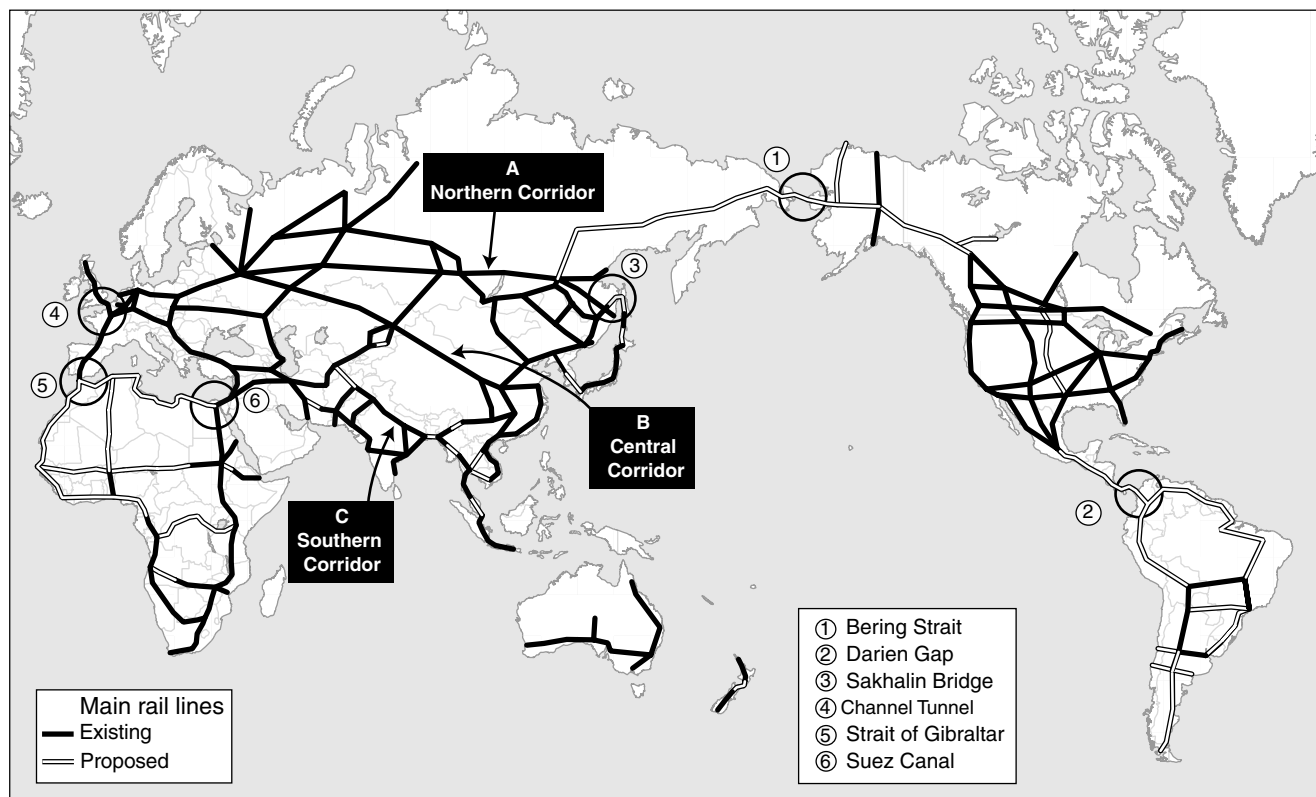 1
A
Northern Corridor
3
4
5
6
B
Central
Corridor
2
C
Southern
Corridor
Main rail lines
Existing
Proposed
1 Bering Strait
2 Darien Gap
3 Sakhalin Bridge
4 Channel Tunnel
5 Strait of Gibraltar
6 Suez Canal